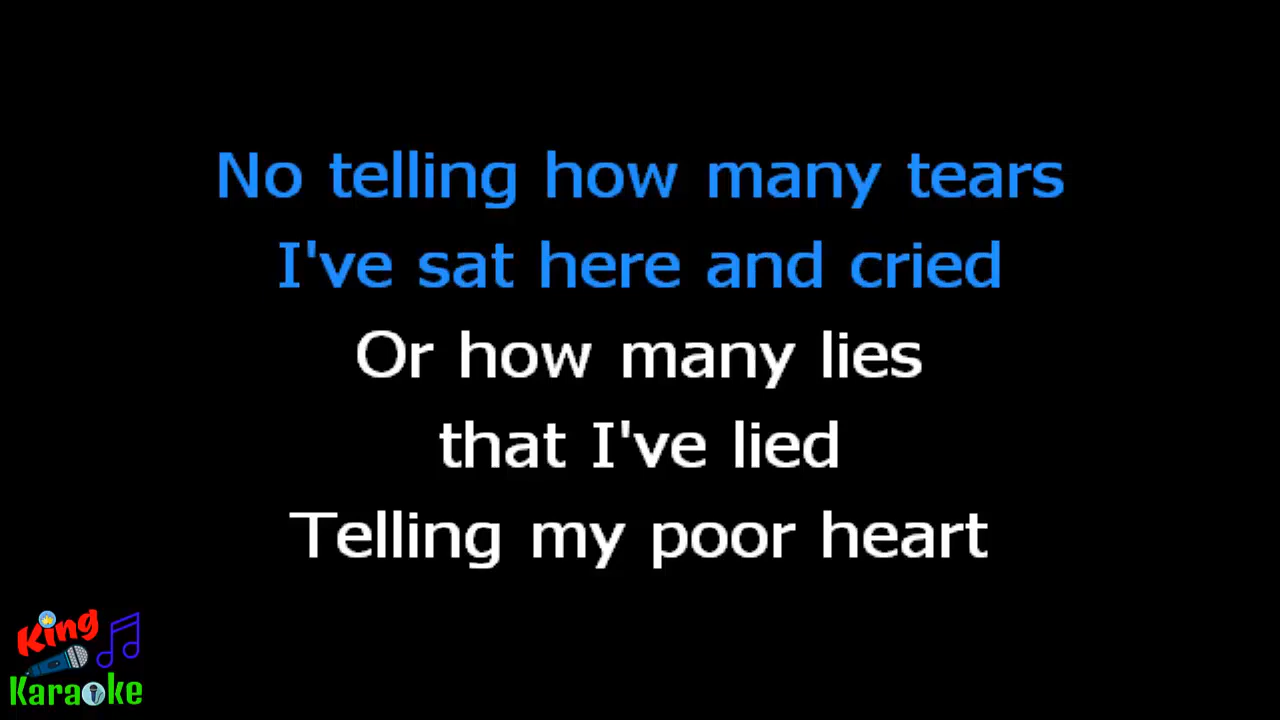 No telling how many tears
I've sat here and cried
Or how many lies
that I've lied
Telling my poor heart
King
Karaoke